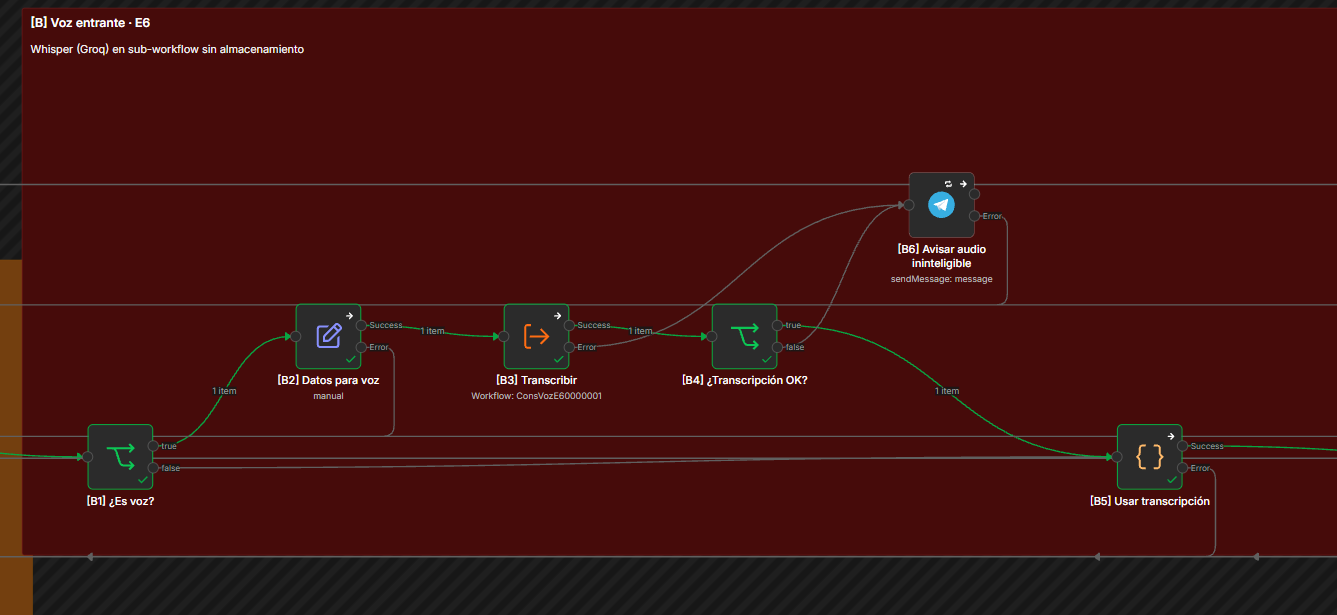 [B] Voz entrante · E6
Whisper (Groq) en sub-workflow sin almacenamiento
Error
[B6] Avisar audio
ininteligible
sendMessage: message
Success
1 item
Error
[B2] Datos para voz
manual
Success
1 item
Error
[B3] Transcribir
Workflow: ConsVozE60000001
true
false
[B4] ¿Transcripción OK?
1 item
1 item
true
false
[B1] ¿Es voz?
{}
Success
Error
[B5] Usar transcripción